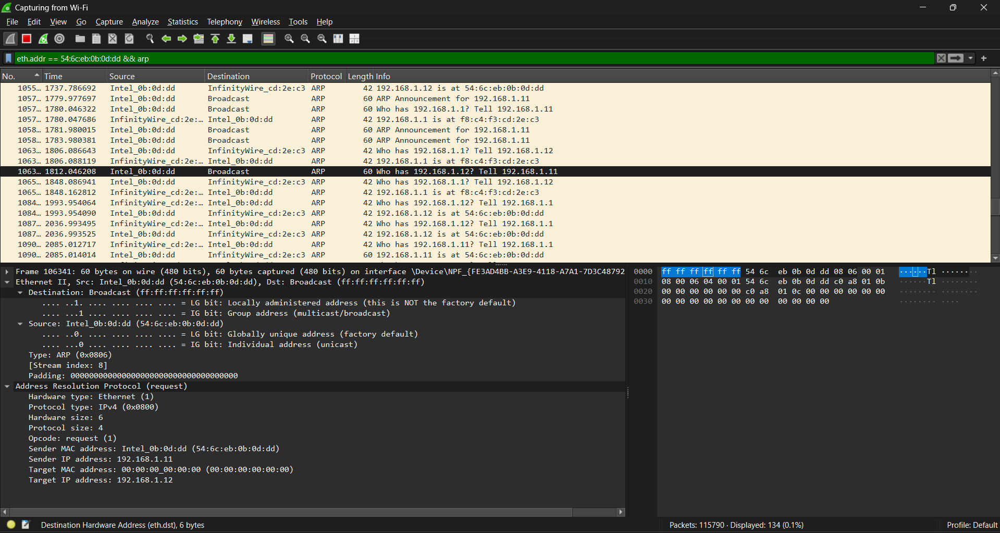 Capturing from Wi-Fi
File Edit View Go Capture Analyze Statistics Telephony Wireless Tools Help
eth.addr == 54:6c:eb:0b:0d:dd && arp
No. Time Source Destination Protocol Length Info
1055… 1737.786692 Intel_0b:0d:dd InfinityWire_cd:2e:c3 ARP 42 192.168.1.12 is at 54:6c:eb:0b:0d:dd
1057… 1779.977697 Intel_0b:0d:dd Broadcast ARP 60 ARP Announcement for 192.168.1.11
1057… 1780.046322 Intel_0b:0d:dd Broadcast ARP 60 Who has 192.168.1.1? Tell 192.168.1.11
1057… 1780.047686 InfinityWire_cd:2e:… Intel_0b:0d:dd ARP 42 192.168.1.1 is at f8:c4:f3:cd:2e:c3
1058… 1781.980015 Intel_0b:0d:dd Broadcast ARP 60 ARP Announcement for 192.168.1.11
1058… 1783.980381 Intel_0b:0d:dd Broadcast ARP 60 ARP Announcement for 192.168.1.11
1063… 1806.086643 Intel_0b:0d:dd InfinityWire_cd:2e:c3 ARP 42 Who has 192.168.1.1? Tell 192.168.1.12
1063… 1806.088119 InfinityWire_cd:2e:… Intel_0b:0d:dd ARP 42 192.168.1.1 is at f8:c4:f3:cd:2e:c3
1063… 1812.046208 Intel_0b:0d:dd Broadcast ARP 60 Who has 192.168.1.12? Tell 192.168.1.11
1065… 1848.086941 Intel_0b:0d:dd InfinityWire_cd:2e:c3 ARP 42 Who has 192.168.1.1? Tell 192.168.1.12
1065… 1848.162812 InfinityWire_cd:2e:… Intel_0b:0d:dd ARP 42 192.168.1.1 is at f8:c4:f3:cd:2e:c3
1084… 1993.954064 InfinityWire_cd:2e:… Intel_0b:0d:dd ARP 42 Who has 192.168.1.12? Tell 192.168.1.1
1084… 1993.954090 Intel_0b:0d:dd InfinityWire_cd:2e:c3 ARP 42 192.168.1.12 is at 54:6c:eb:0b:0d:dd
1087… 2036.993495 InfinityWire_cd:2e:… Intel_0b:0d:dd ARP 42 Who has 192.168.1.12? Tell 192.168.1.1
1087… 2036.993525 Intel_0b:0d:dd InfinityWire_cd:2e:c3 ARP 42 192.168.1.12 is at 54:6c:eb:0b:0d:dd
1090… 2085.012717 InfinityWire_cd:2e:… Intel_0b:0d:dd ARP 42 Who has 192.168.1.11? Tell 192.168.1.1
1090… 2085.014014 Intel_0b:0d:dd InfinityWire_cd:2e:c3 ARP 60 192.168.1.11 is at 54:6c:eb:0b:0d:dd
Frame 106341: 60 bytes on wire (480 bits), 60 bytes captured (480 bits) on interface \Device\NPF_{FE3AD4BB-A3E9-4118-A7A1-7D3C48792
Ethernet II, Src: Intel_0b:0d:dd (54:6c:eb:0b:0d:dd), Dst: Broadcast (ff:ff:ff:ff:ff:ff)
Destination: Broadcast (ff:ff:ff:ff:ff:ff)
.... ..1. .... .... .... .... = LG bit: Locally administered address (this is NOT the factory default)
.... ...1 .... .... .... .... = IG bit: Group address (multicast/broadcast)
Source: Intel_0b:0d:dd (54:6c:eb:0b:0d:dd)
.... ..0. .... .... .... .... = LG bit: Globally unique address (factory default)
.... ...0 .... .... .... .... = IG bit: Individual address (unicast)
Type: ARP (0x0806)
[Stream index: 8]
Padding: 000000000000000000000000000000000000
Address Resolution Protocol (request)
Hardware type: Ethernet (1)
Protocol type: IPv4 (0x0800)
Hardware size: 6
Protocol size: 4
Opcode: request (1)
Sender MAC address: Intel_0b:0d:dd (54:6c:eb:0b:0d:dd)
Sender IP address: 192.168.1.11
Target MAC address: 00:00:00_00:00:00 (00:00:00:00:00:00)
Target IP address: 192.168.1.12
0000 ff ff ff ff ff ff 54 6c eb 0b 0d dd 08 06 00 01 ······Tl ········
0010 08 00 06 04 00 01 54 6c eb 0b 0d dd c0 a8 01 0b ······Tl ········
0020 00 00 00 00 00 00 c0 a8 01 0c 00 00 00 00 00 00 ········ ········
0030 00 00 00 00 00 00 00 00 00 00 00 00 ········ ····
Destination Hardware Address (eth.dst), 6 bytes
Packets: 115790 · Displayed: 134 (0.1%)
Profile: Default